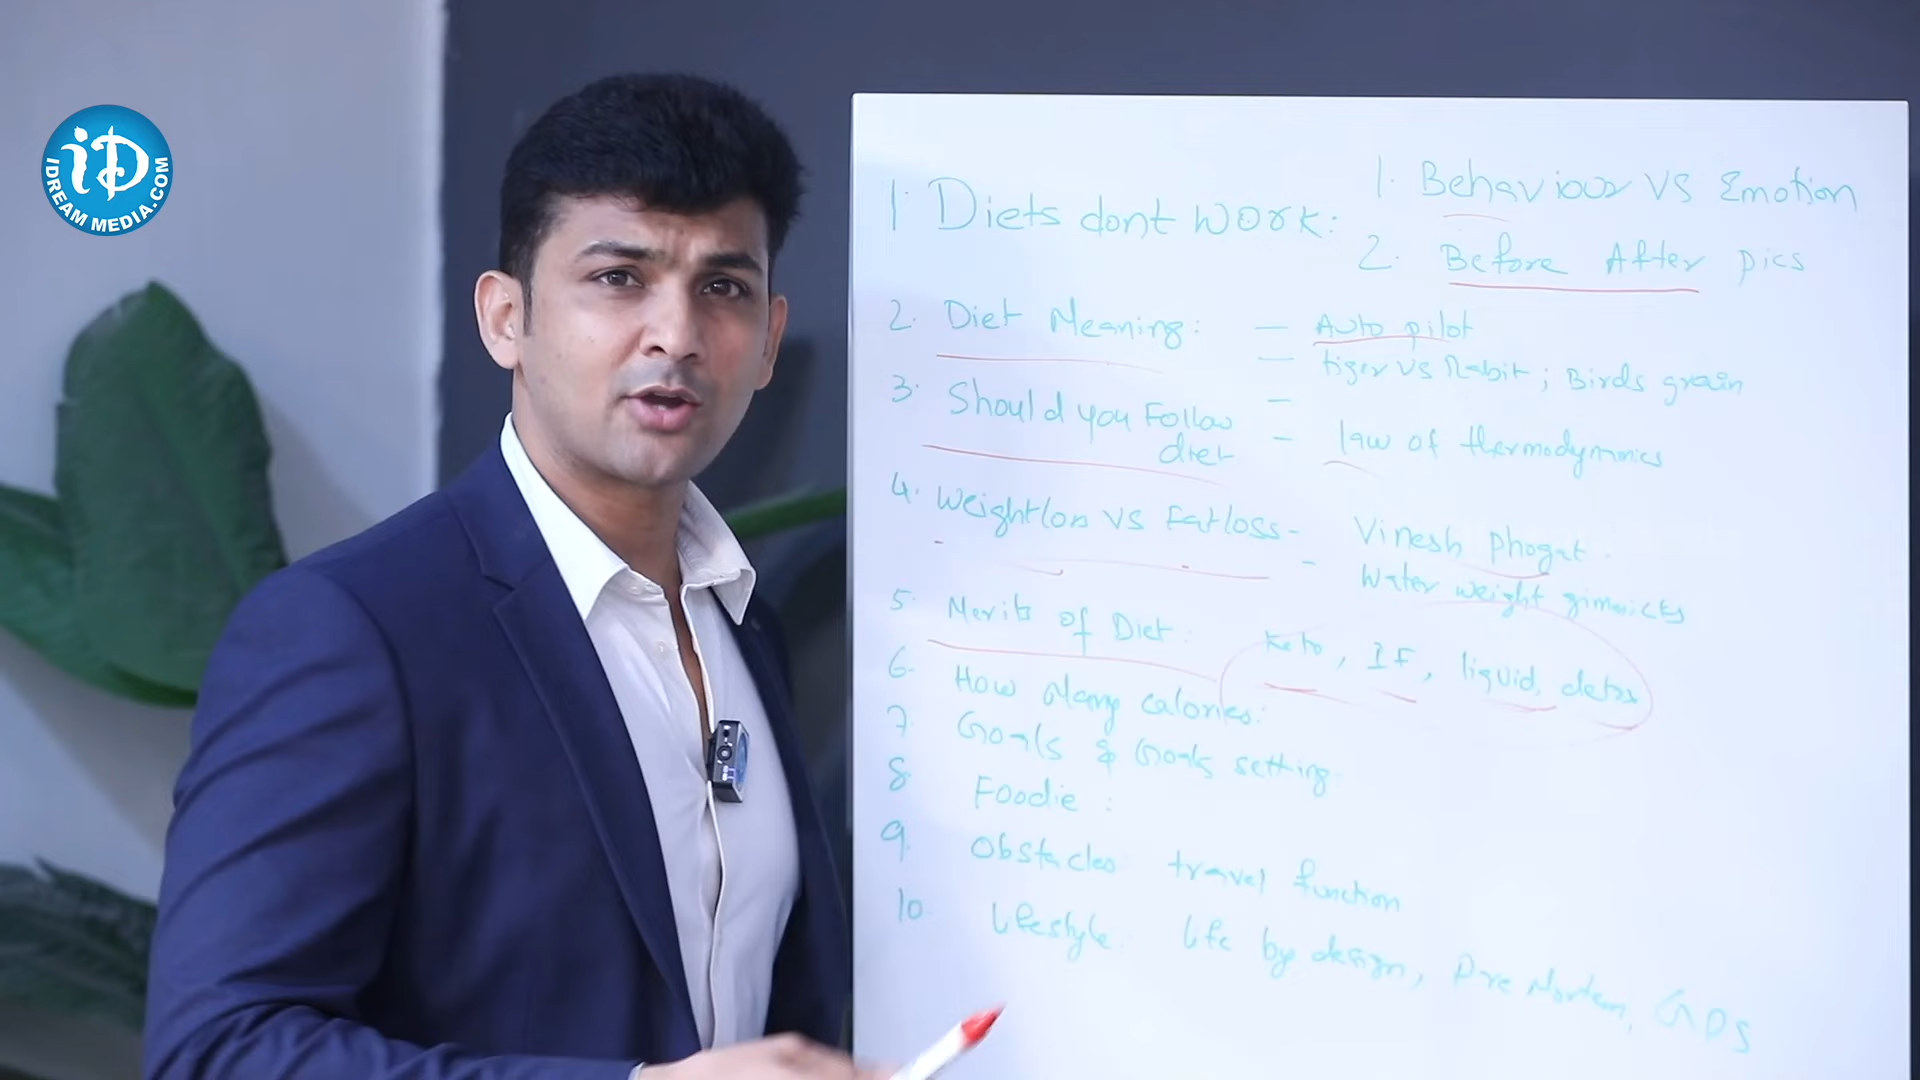 iD
IDREAM MEDIA.COM
1. Behaviour VS Emotion
1 Diets dont work:
2. Before After pics
2. Diet Meaning: — Auto pilot
— tiger vs Rabit ; Birds grain
3. Should you Follow —
diet — law of thermodynamics
4. Weightloss VS Fatloss - Vinesh phogat.
- Water weight gimmicks
5. Merits of Diet: Keto, IF, liquid, detox
6. How Many calories:
7. Goals & Goals setting
8 Foodie :
9. Obstacles travel function
10 lifestyle. life by design, Pre Mortem, GPS